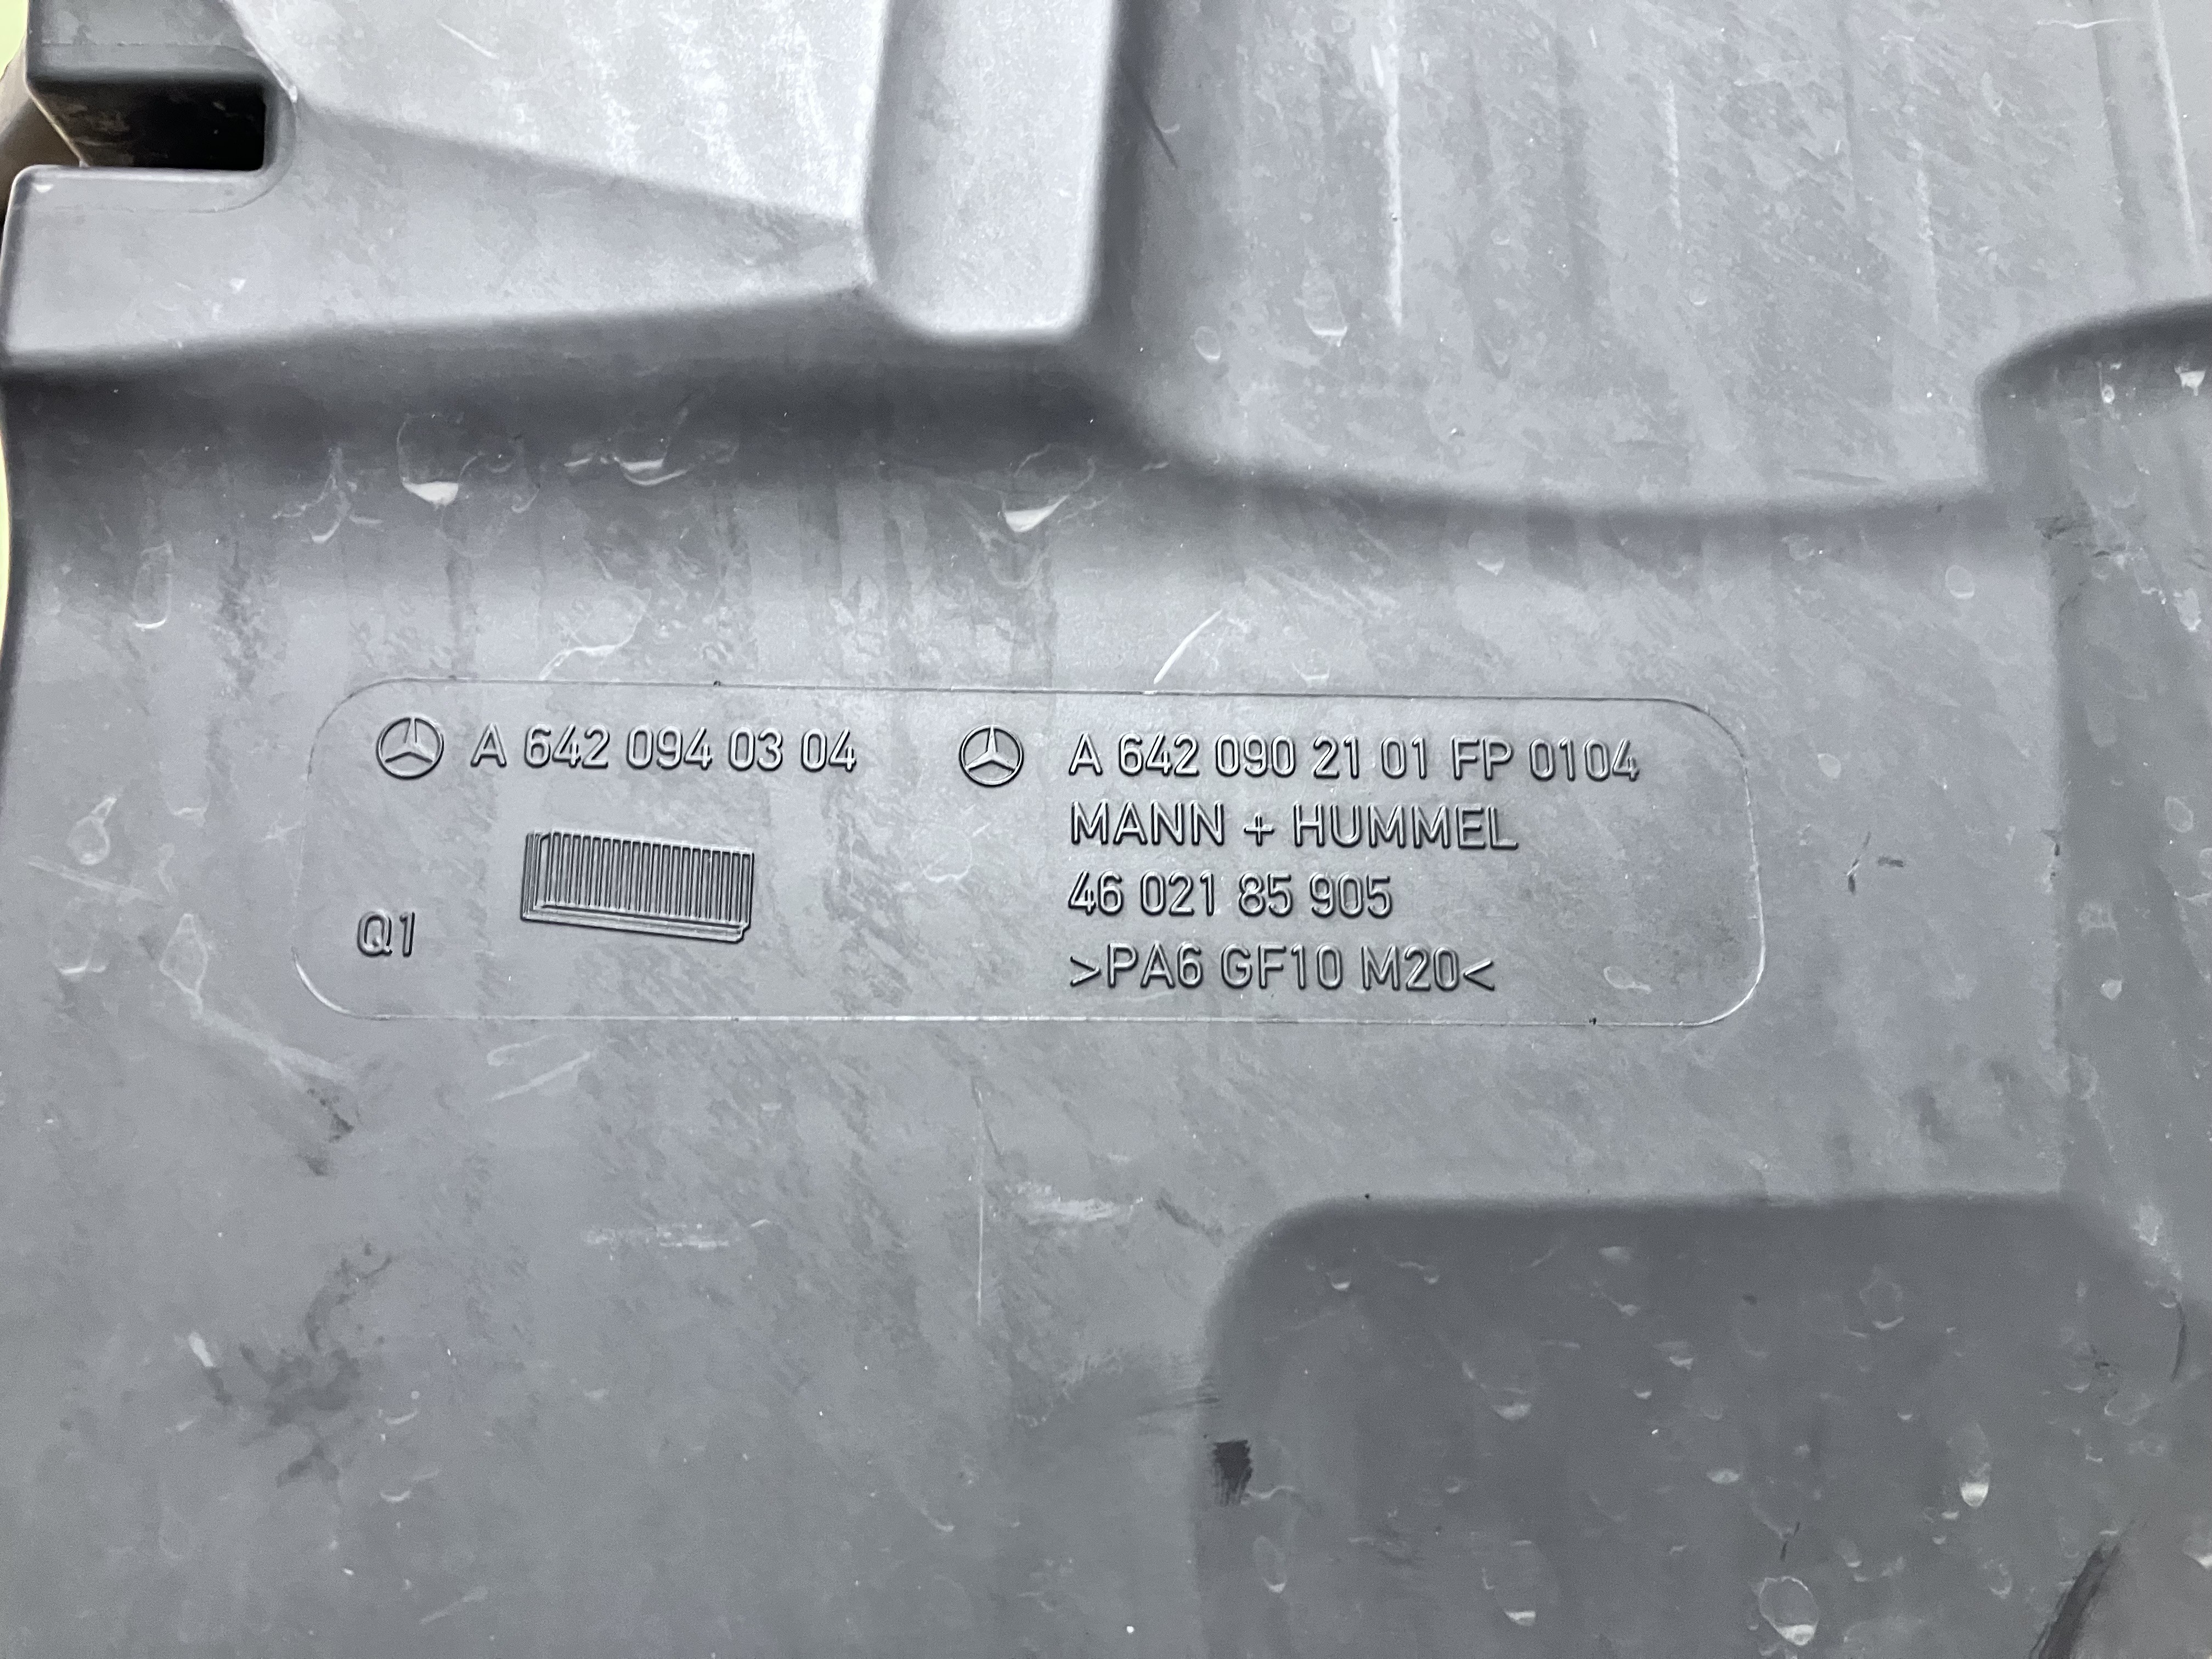 A 642 094 03 04
Q1
A 642 090 21 01 FP 0104
MANN + HUMMEL
46 021 85 905
>PA6 GF10 M20<